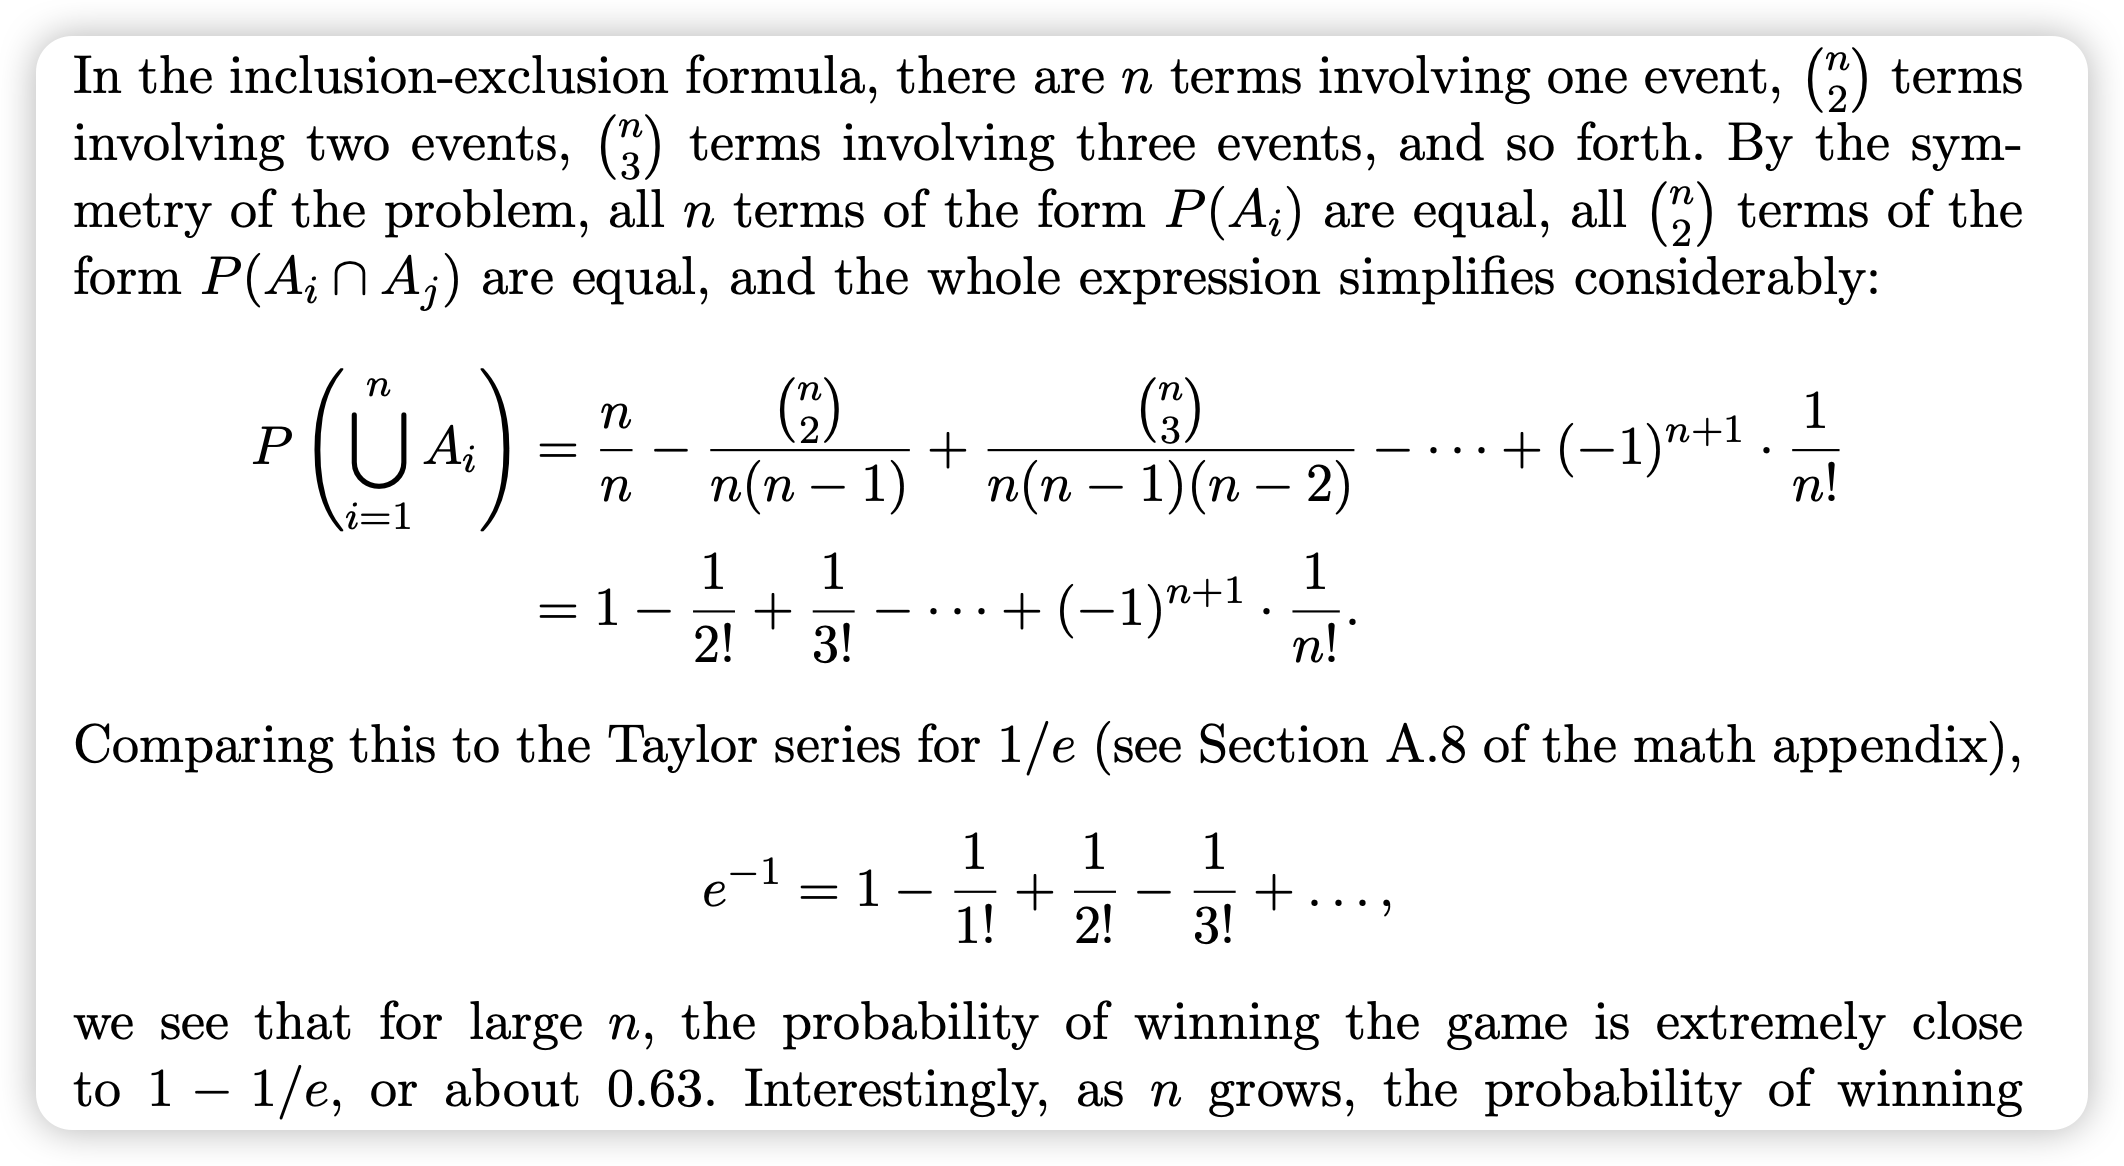 In the inclusion-exclusion formula, there are n terms involving one event, \binom{n}{2} terms
involving two events, \binom{n}{3} terms involving three events, and so forth. By the sym-
metry of the problem, all n terms of the form P(A_i) are equal, all \binom{n}{2} terms of the
form P(A_i ∩ A_j) are equal, and the whole expression simplifies considerably:
P\left(\bigcup_{i=1}^{n} A_i\right) = \frac{n}{n} - \frac{\binom{n}{2}}{n(n-1)} + \frac{\binom{n}{3}}{n(n-1)(n-2)} - \cdots + (-1)^{n+1} \cdot \frac{1}{n!}
= 1 - \frac{1}{2!} + \frac{1}{3!} - \cdots + (-1)^{n+1} \cdot \frac{1}{n!}.
Comparing this to the Taylor series for 1/e (see Section A.8 of the math appendix),
e^{-1} = 1 - \frac{1}{1!} + \frac{1}{2!} - \frac{1}{3!} + \ldots,
we see that for large n, the probability of winning the game is extremely close
to 1 − 1/e, or about 0.63. Interestingly, as n grows, the probability of winning